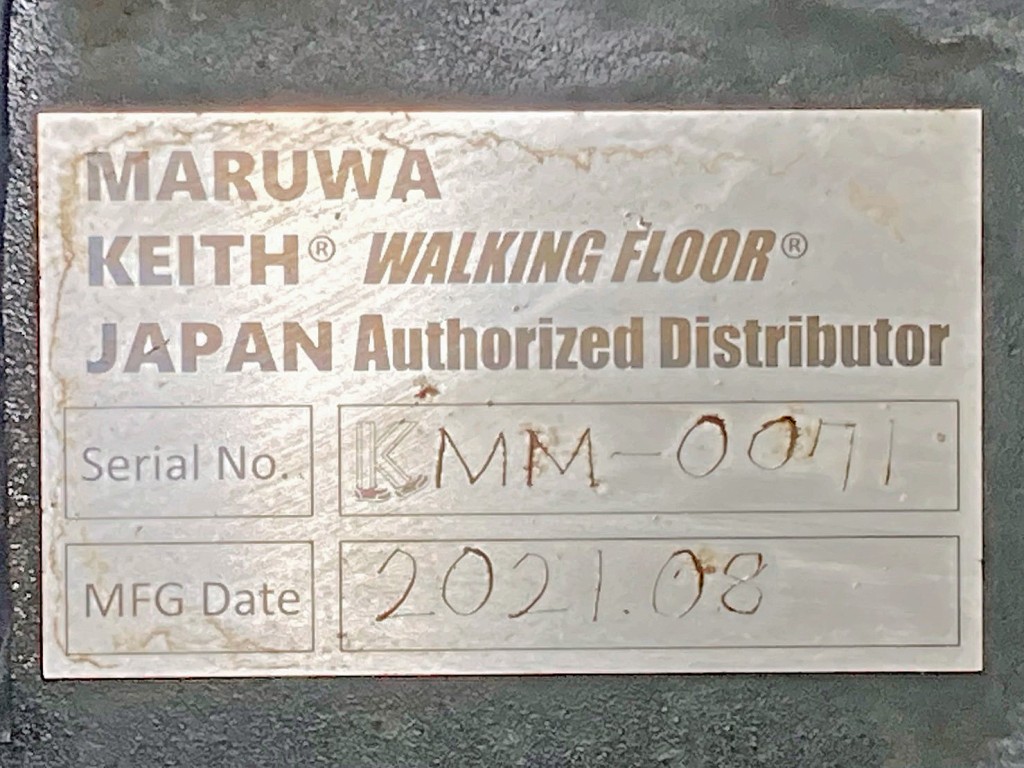 MARUWA
KEITH® WALKING FLOOR®
JAPAN Authorized Distributor
Serial No. KMM-0071
MFG Date 2021.08